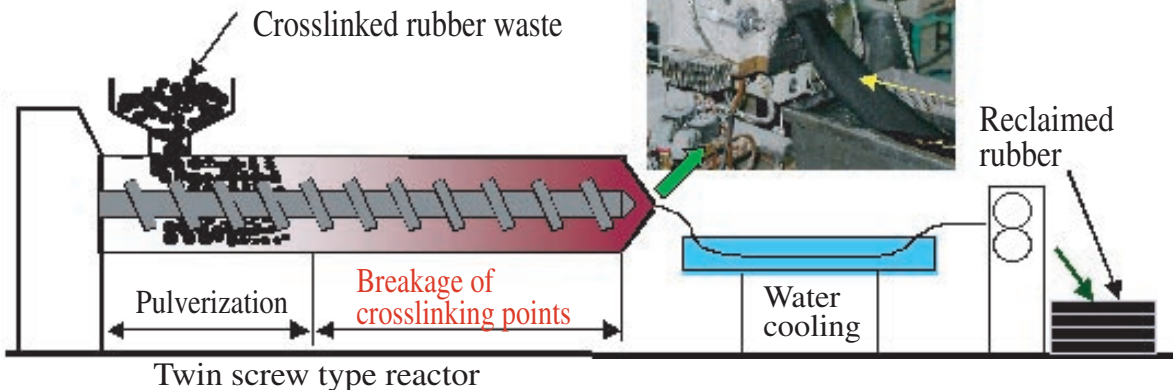 Crosslinked rubber waste
Reclaimed
rubber
Pulverization
Breakage of
crosslinking points
Water
cooling
Twin screw type reactor